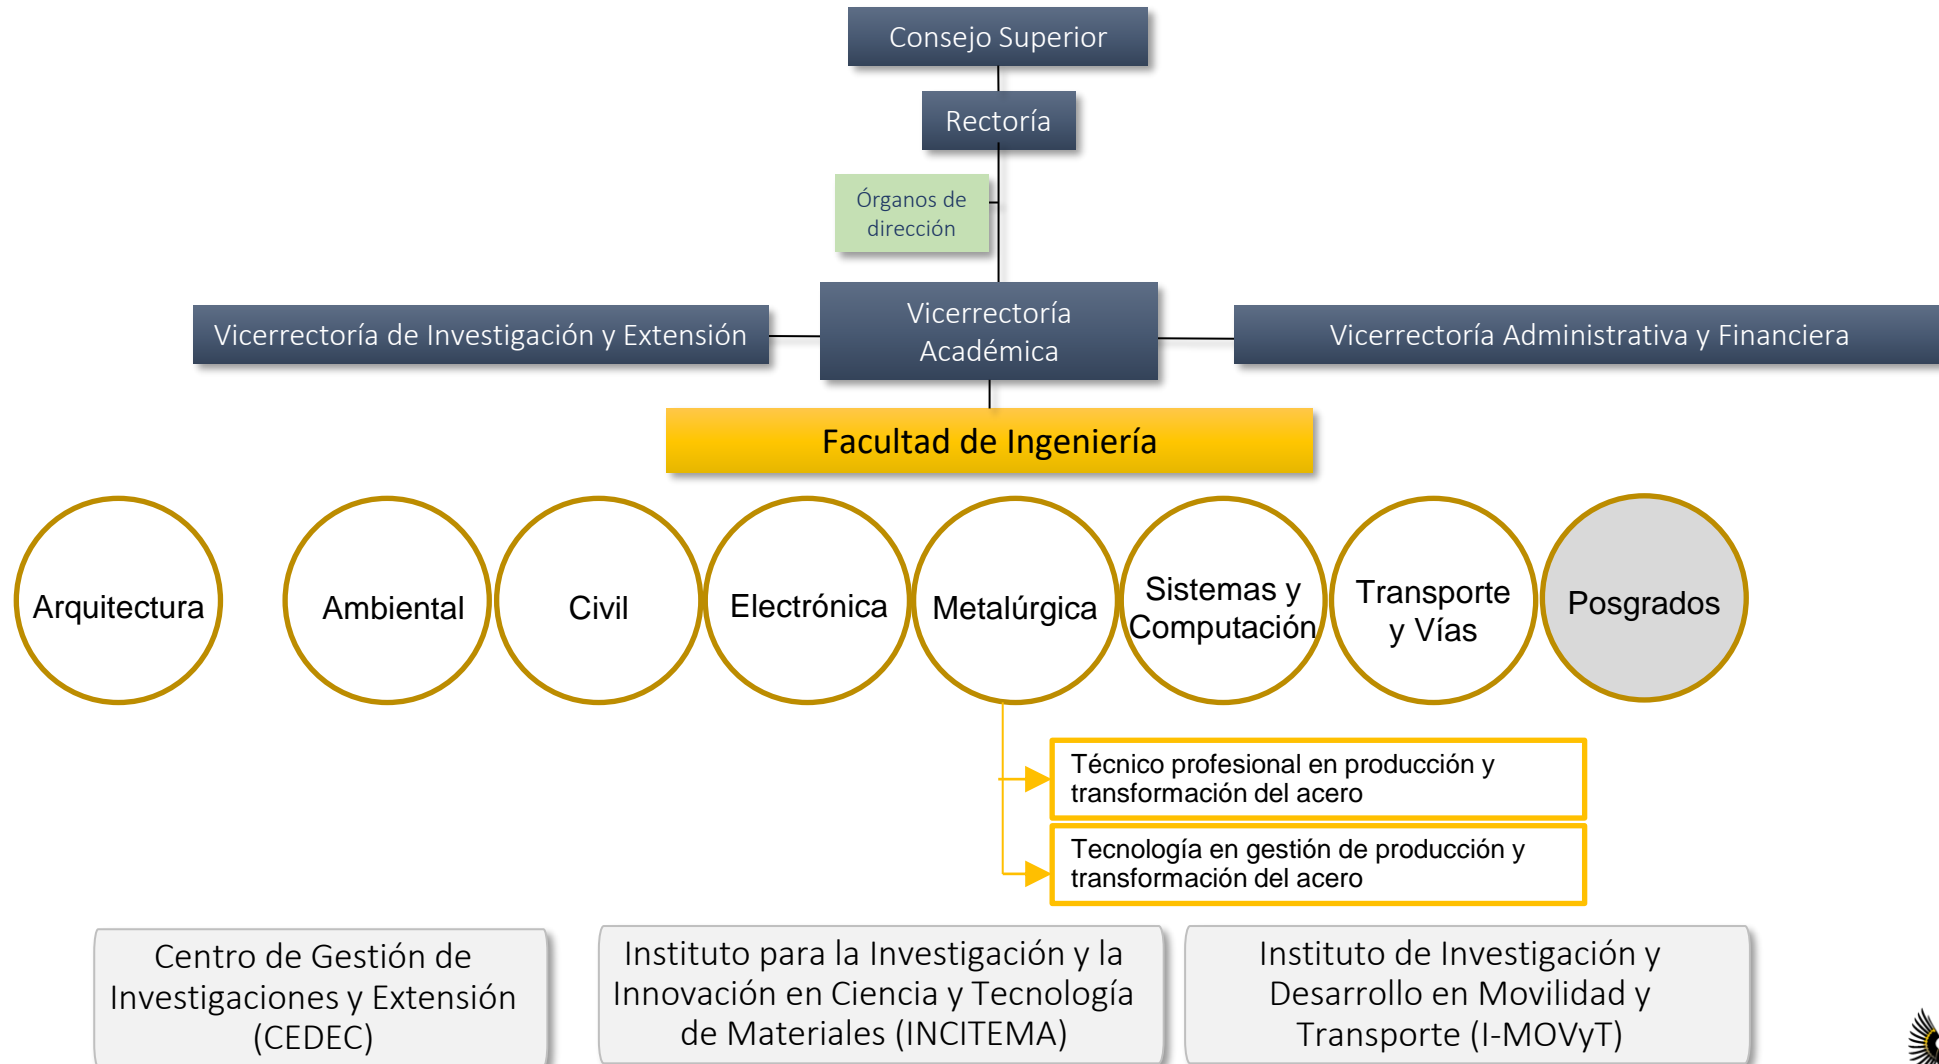 Consejo Superior
Rectoría
Órganos de
dirección
Vicerrectoría de Investigación y Extensión
Vicerrectoría
Académica
Vicerrectoría Administrativa y Financiera
Facultad de Ingeniería
Arquitectura
Ambiental
Civil
Electrónica
Metalúrgica
Sistemas y
Computación
Transporte
y Vías
Posgrados
Técnico profesional en producción y
transformación del acero
Tecnología en gestión de producción y
transformación del acero
Centro de Gestión de
Investigaciones y Extensión
(CEDEC)
Instituto para la Investigación y la
Innovación en Ciencia y Tecnología
de Materiales (INCITEMA)
Instituto de Investigación y
Desarrollo en Movilidad y
Transporte (I-MOVyT)